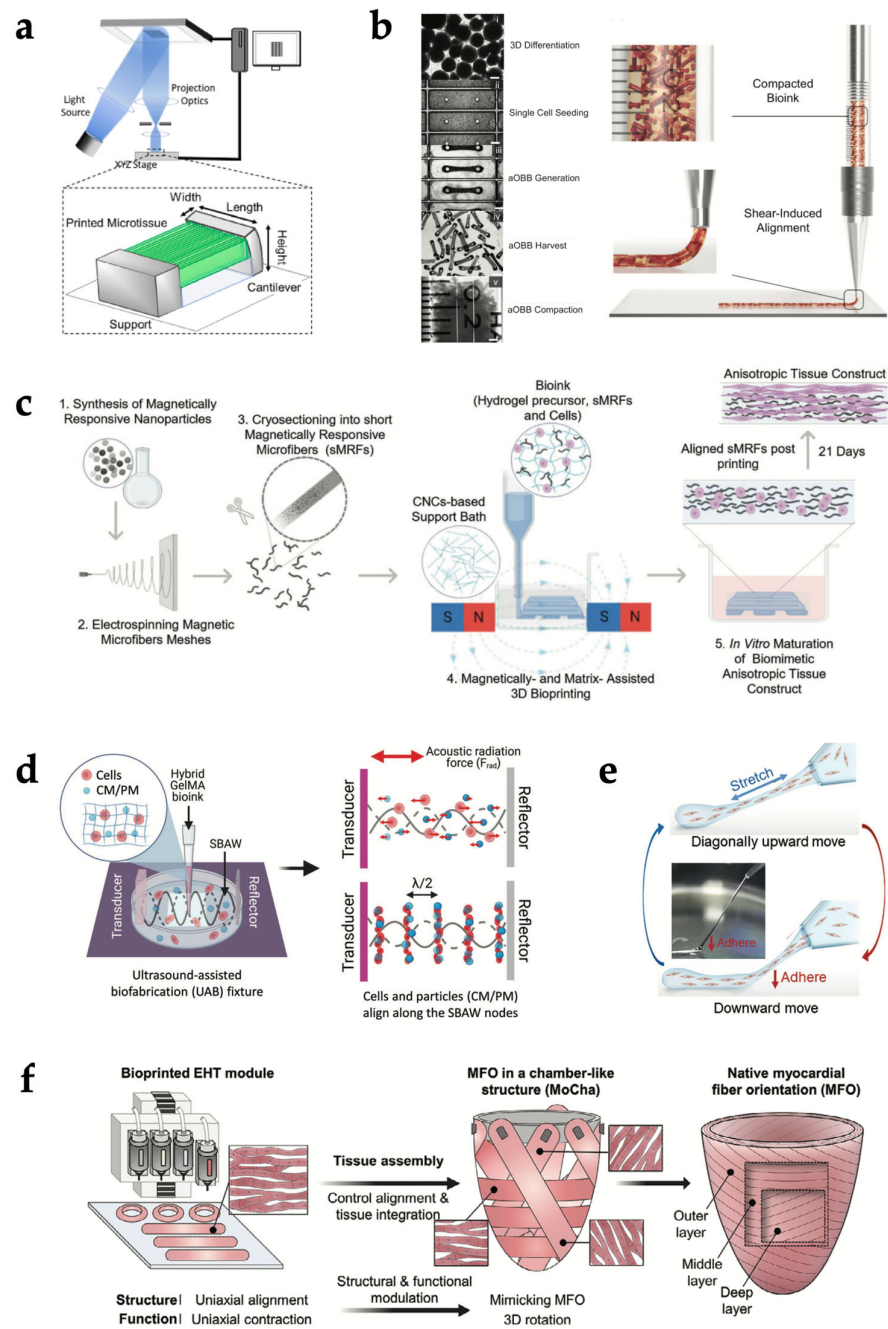 a
Light
Source
Projection
Optics
XYZ Stage
Width
Length
Printed Microtissue
Height
Cantilever
Support
b
3D Differentiation
ii
Single Cell Seeding
iii
aOBB Generation
iv
aOBB Harvest
v
0.2
aOBB Compaction
Compacted
Bioink
Shear-Induced
Alignment
c
1. Synthesis of Magnetically
Responsive Nanoparticles
2. Electrospinning Magnetic
Microfibers Meshes
3. Cryosectioning into short
Magnetically Responsive
Microfibers (sMRFs)
Bioink
(Hydrogel precursor, sMRFs
and Cells)
CNCs-based
Support Bath
S N
S N
4. Magnetically- and Matrix- Assisted
3D Bioprinting
Anisotropic Tissue Construct
Aligned sMRFs post
printing
21 Days
5. In Vitro Maturation
of Biomimetic
Anisotropic Tissue
Construct
d
Cells
CM/PM
Hybrid
GelMA
bioink
SBAW
Transducer
Reflector
Ultrasound-assisted
biofabrication (UAB) fixture
Acoustic radiation
force (Frad)
Transducer
Reflector
λ/2
Transducer
Reflector
Cells and particles (CM/PM)
align along the SBAW nodes
e
Stretch
Diagonally upward move
Adhere
Adhere
Downward move
f
Bioprinted EHT module
Structure| Uniaxial alignment
Function| Uniaxial contraction
Tissue assembly
Control alignment &
tissue integration
Structural & functional
modulation
MFO in a chamber-like
structure (MoCha)
Mimicking MFO
3D rotation
Native myocardial
fiber orientation (MFO)
Outer
layer
Middle
layer
Deep
layer